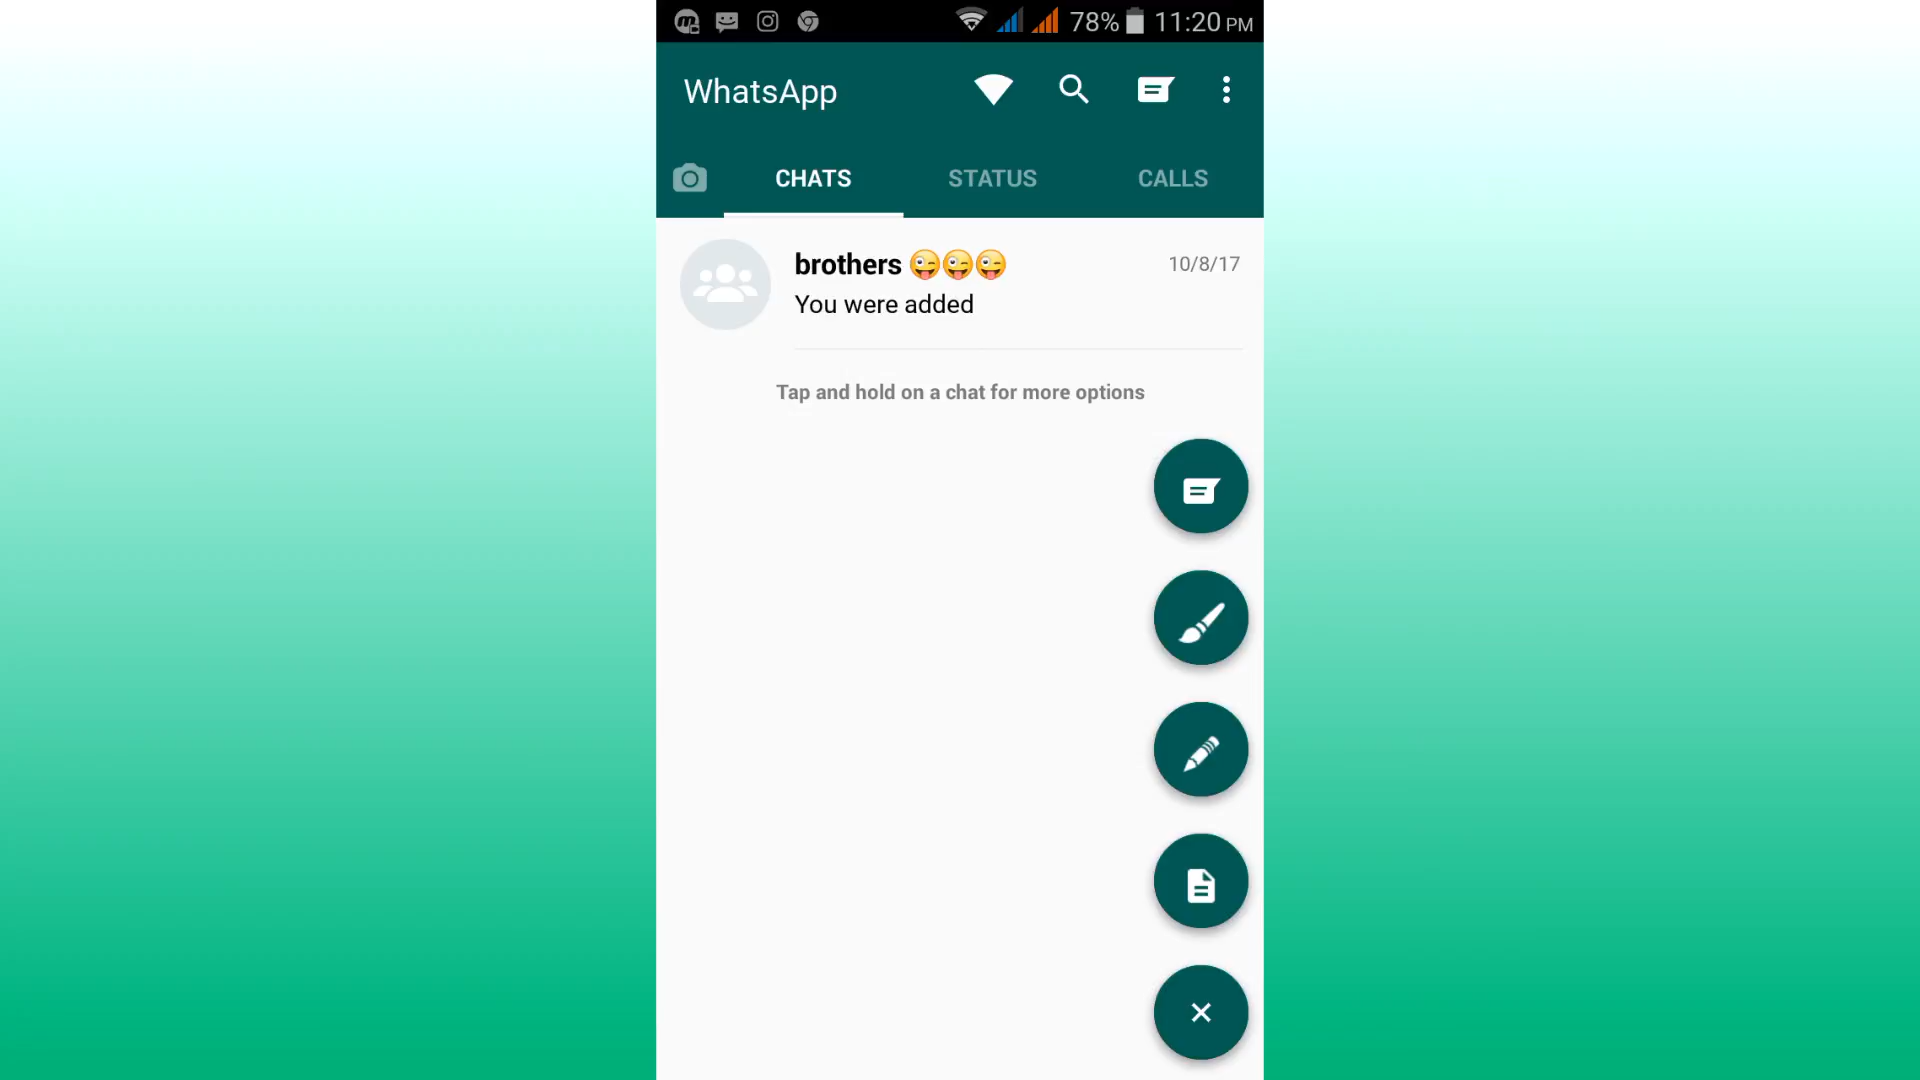 78% 11:20 PM
WhatsApp
CHATS STATUS CALLS
brothers 😜😜😜 10/8/17
You were added
Tap and hold on a chat for more options